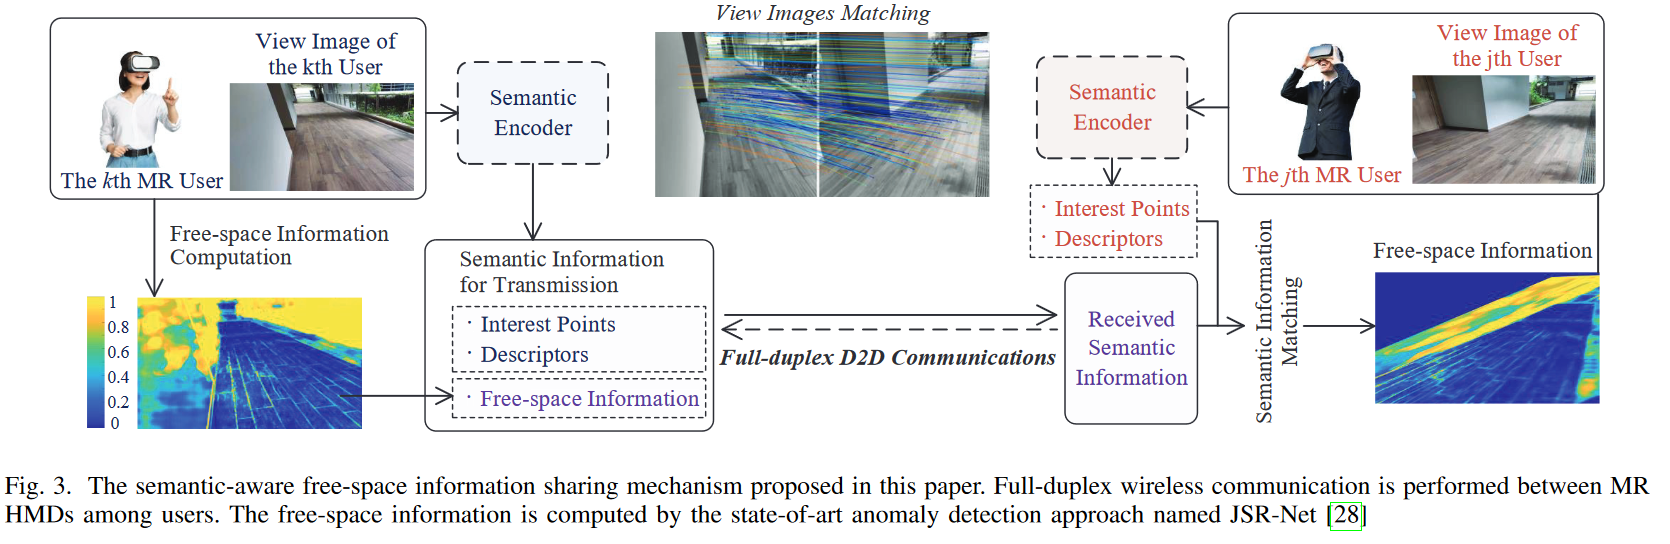 View Images Matching
View Image of
the kth User
The kth MR User
Semantic
Encoder
Semantic
Encoder
View Image of
the jth User
The jth MR User
Free-space Information
Computation
1
0.8
0.6
0.4
0.2
0
Semantic Information
for Transmission
· Interest Points
· Descriptors
· Free-space Information
Full-duplex D2D Communications
· Interest Points
· Descriptors
Received
Semantic
Information
Semantic Information
Matching
Free-space Information
Fig. 3. The semantic-aware free-space information sharing mechanism proposed in this paper. Full-duplex wireless communication is performed between MR
HMDs among users. The free-space information is computed by the state-of-art anomaly detection approach named JSR-Net [28]